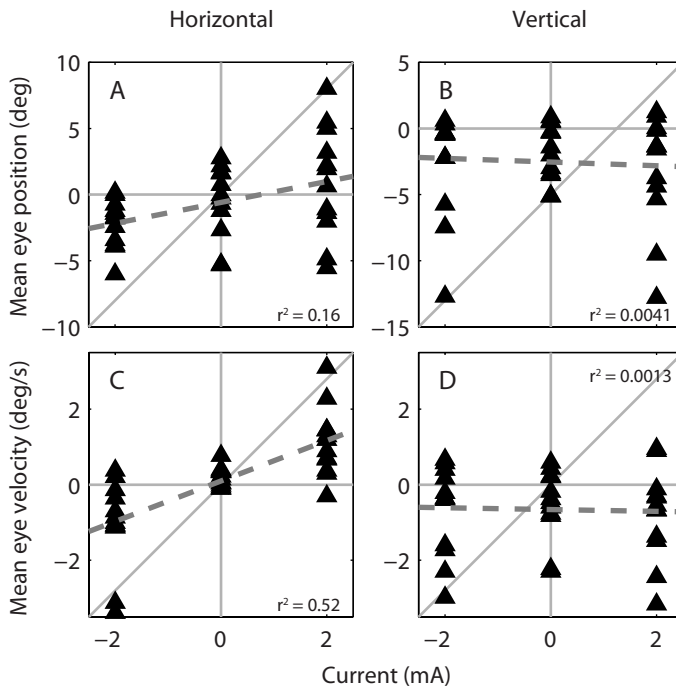 Horizontal
Vertical
Mean eye position (deg)
A
10
5
0
−5
−10
r² = 0.16
B
5
0
−5
−10
−15
r² = 0.0041
Mean eye velocity (deg/s)
C
2
0
−2
r² = 0.52
−2
0
2
D
r² = 0.0013
2
0
−2
−2
0
2
Current (mA)